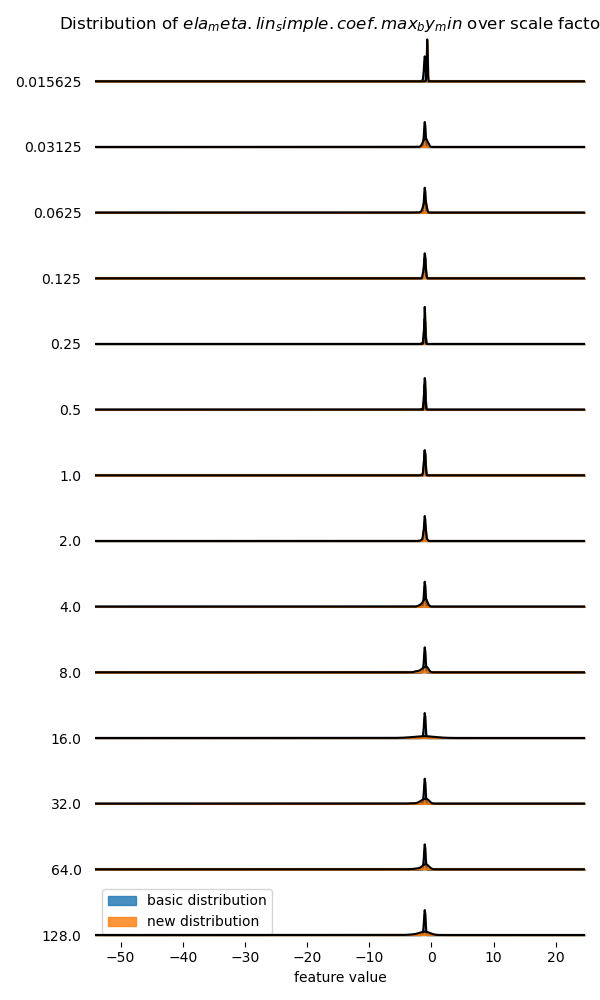 Distribution of ela_meta.lin_simple.coef.max_by_min over scale facto
0.015625
0.03125
0.0625
0.125
0.25
0.5
1.0
2.0
4.0
8.0
16.0
32.0
64.0
basic distribution
new distribution
128.0
−50 −40 −30 −20 −10 0 10 20
feature value